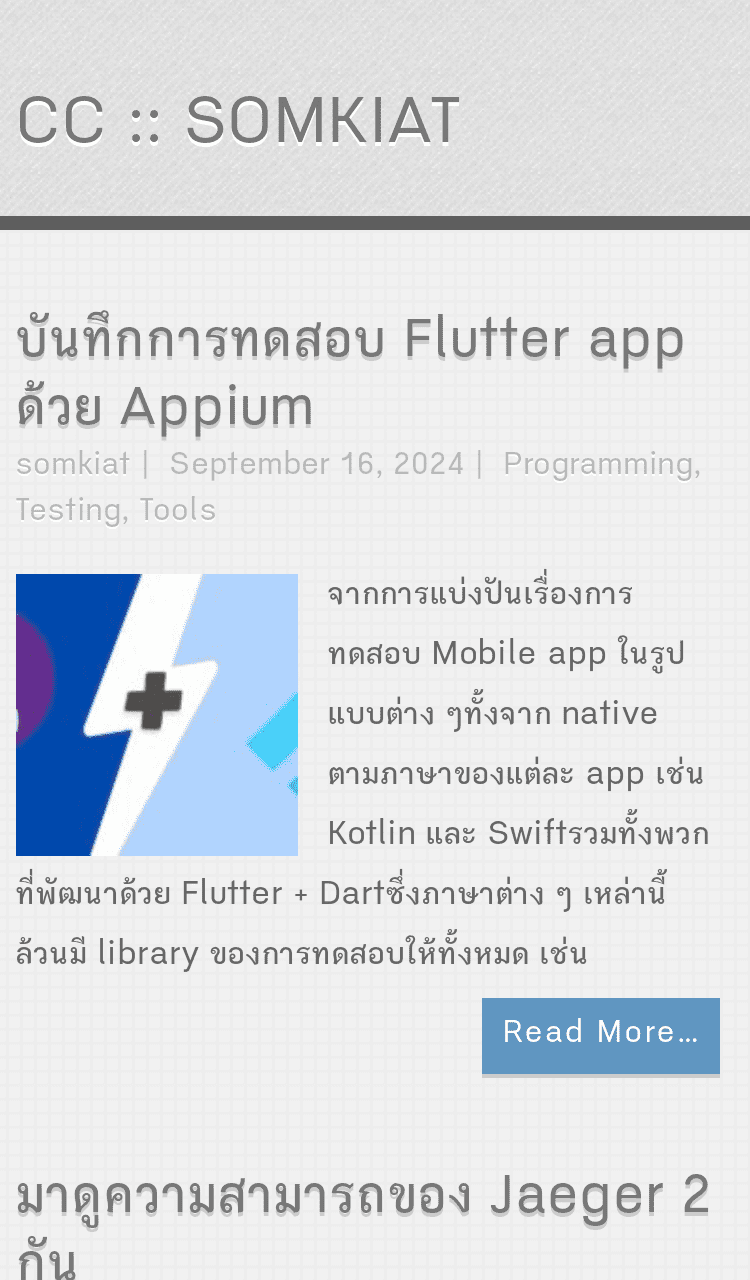 CC :: SOMKIAT
บันทึกการทดสอบ Flutter app
ด้วย Appium
somkiat | September 16, 2024 | Programming,
Testing, Tools
จากการแบ่งปันเรื่องการ
ทดสอบ Mobile app ในรูป
แบบต่าง ๆทั้งจาก native
ตามภาษาของแต่ละ app เช่น
Kotlin และ Swiftรวมทั้งพวก
ที่พัฒนาด้วย Flutter + Dartซึ่งภาษาต่าง ๆ เหล่านี้
ล้วนมี library ของการทดสอบให้ทั้งหมด เช่น
Read More…
มาดูความสามารถของ Jaeger 2
กัน